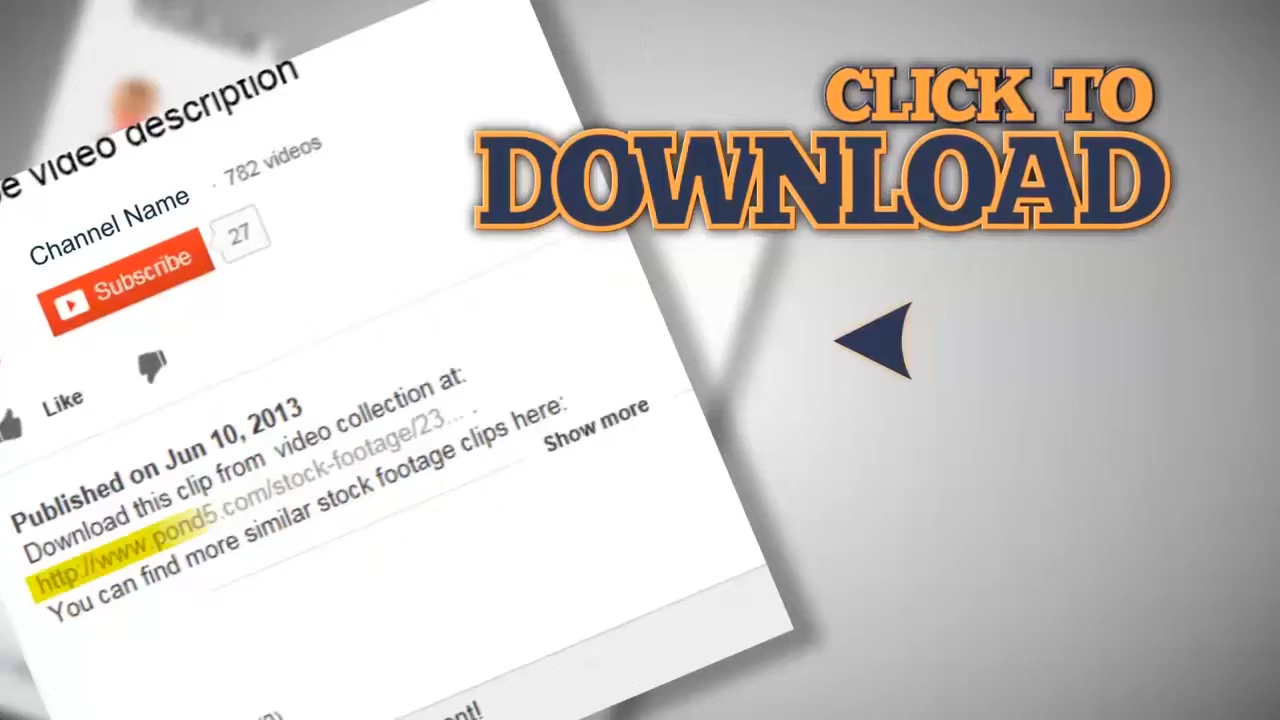 CLICK TO
DOWNLOAD
video description
Channel Name · 782 videos
Subscribe 27
Like
Published on Jun 10, 2013
Download this clip from video collection at:
http://www.pond5.com/stock-footage/23...
You can find more similar stock footage clips here:
Show more